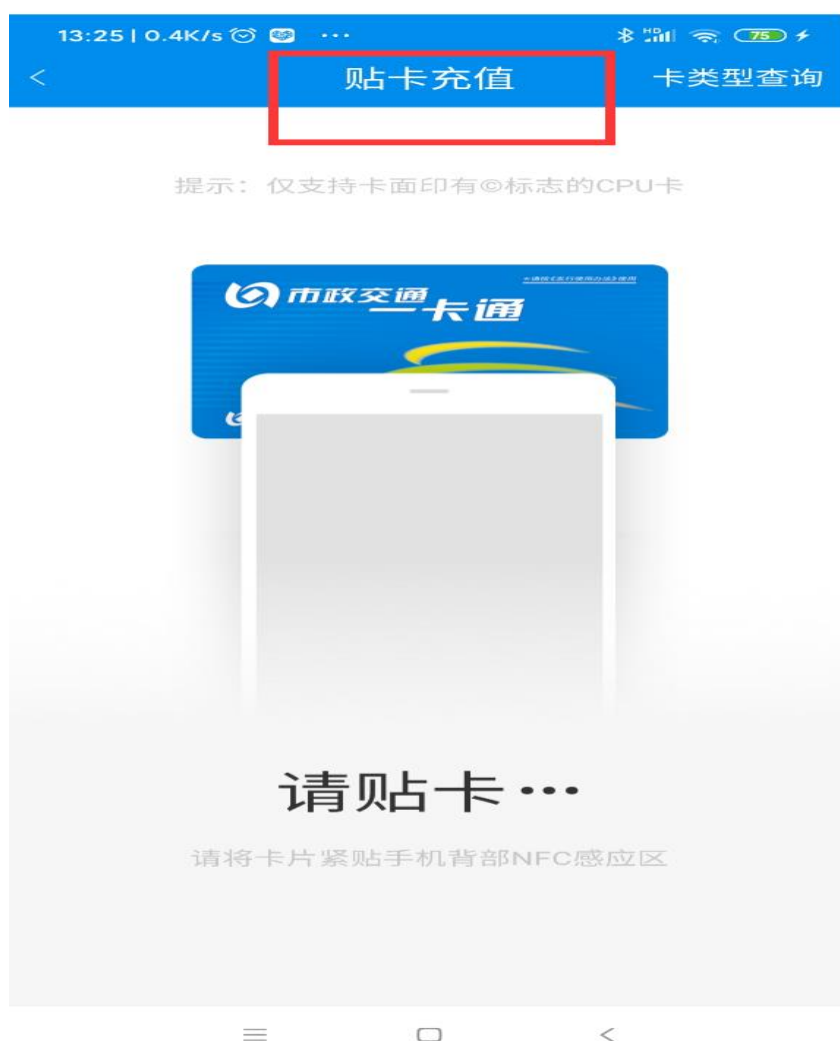 13:25 | 0.4K/s
HD
75
< 贴卡充值 卡类型查询
提示：仅支持卡面印有©标志的CPU卡
市政交通一卡通
请贴卡···
请将卡片紧贴手机背部NFC感应区